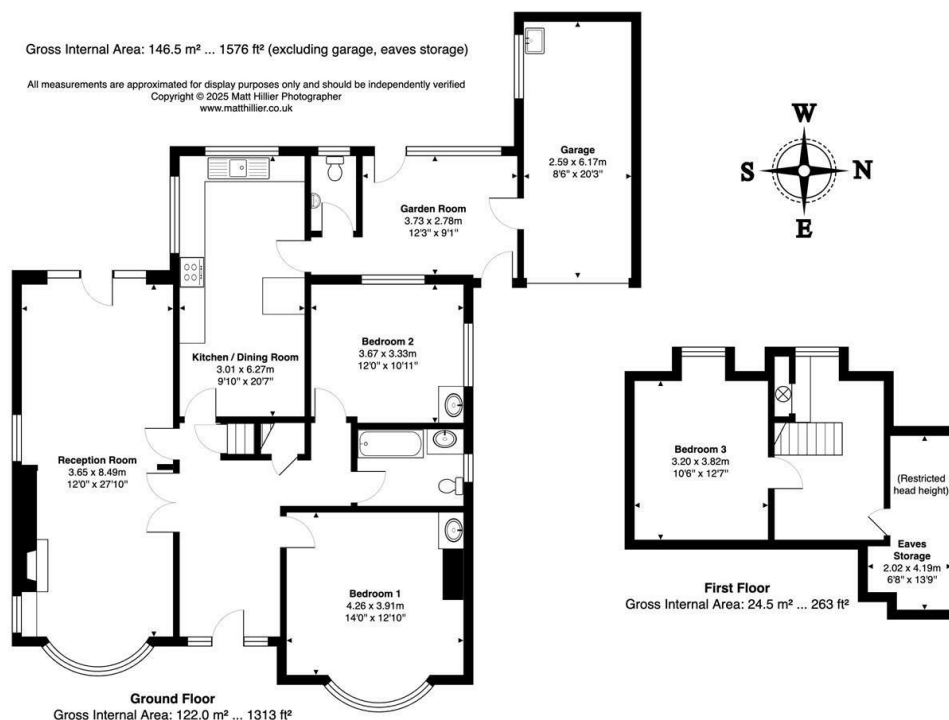 Gross Internal Area: 146.5 m² ... 1576 ft² (excluding garage, eaves storage)
All measurements are approximated for display purposes only and should be independently verified
Copyright © 2025 Matt Hillier Photographer
www.matthillier.co.uk
Garage
2.59 x 6.17m
8'6" x 20'3"
W
S
N
E
Garden Room
3.73 x 2.78m
12'3" x 9'1"
Bedroom 2
3.67 x 3.33m
12'0" x 10'11"
Kitchen / Dining Room
3.01 x 6.27m
9'10" x 20'7"
Reception Room
3.65 x 8.49m
12'0" x 27'10"
Bedroom 1
4.26 x 3.91m
14'0" x 12'10"
Ground Floor
Gross Internal Area: 122.0 m² ... 1313 ft²
Bedroom 3
3.20 x 3.82m
10'6" x 12'7"
(Restricted
head height)
Eaves
Storage
2.02 x 4.19m
6'8" x 13'9"
First Floor
Gross Internal Area: 24.5 m² ... 263 ft²